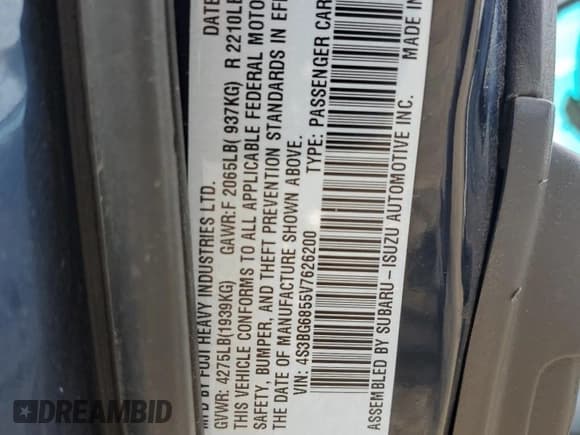 MFD BY FUJI HEAVY INDUSTRIES LTD. DATE
GVWR: 4275LB(1939KG) GAWR:F 2065LB( 937KG) R 2210LB
THIS VEHICLE CONFORMS TO ALL APPLICABLE FEDERAL MOTOR
SAFETY, BUMPER, AND THEFT PREVENTION STANDARDS IN EFF
THE DATE OF MANUFACTURE SHOWN ABOVE.
VIN: 4S3BG6855V7626200 TYPE: PASSENGER CAR
ASSEMBLED BY SUBARU-ISUZU AUTOMOTIVE INC. MADE IN
DREAMBID